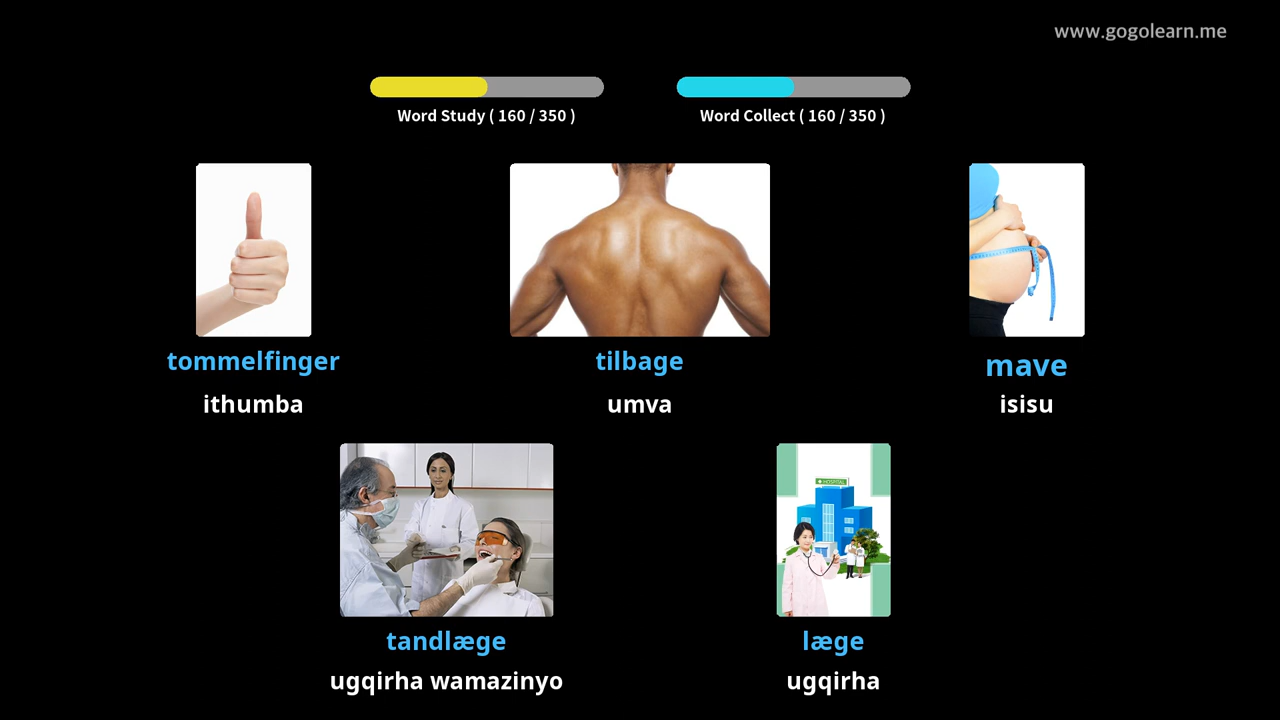 www.gogolearn.me
Word Study ( 160 / 350 )
Word Collect ( 160 / 350 )
tommelfinger
ithumba
tilbage
umva
mave
isisu
HOSPITAL
tandlæge
ugqirha wamazinyo
læge
ugqirha